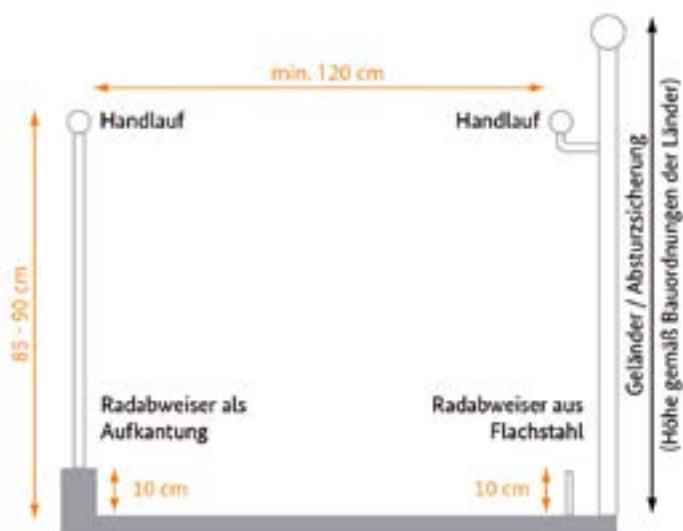 min. 120 cm
Handlauf
Handlauf
85 - 90 cm
Geländer / Absturzsicherung
(Höhe gemäß Bauordnungen der Länder)
Radabweiser als
Aufkantung
Radabweiser aus
Flachstahl
10 cm
10 cm